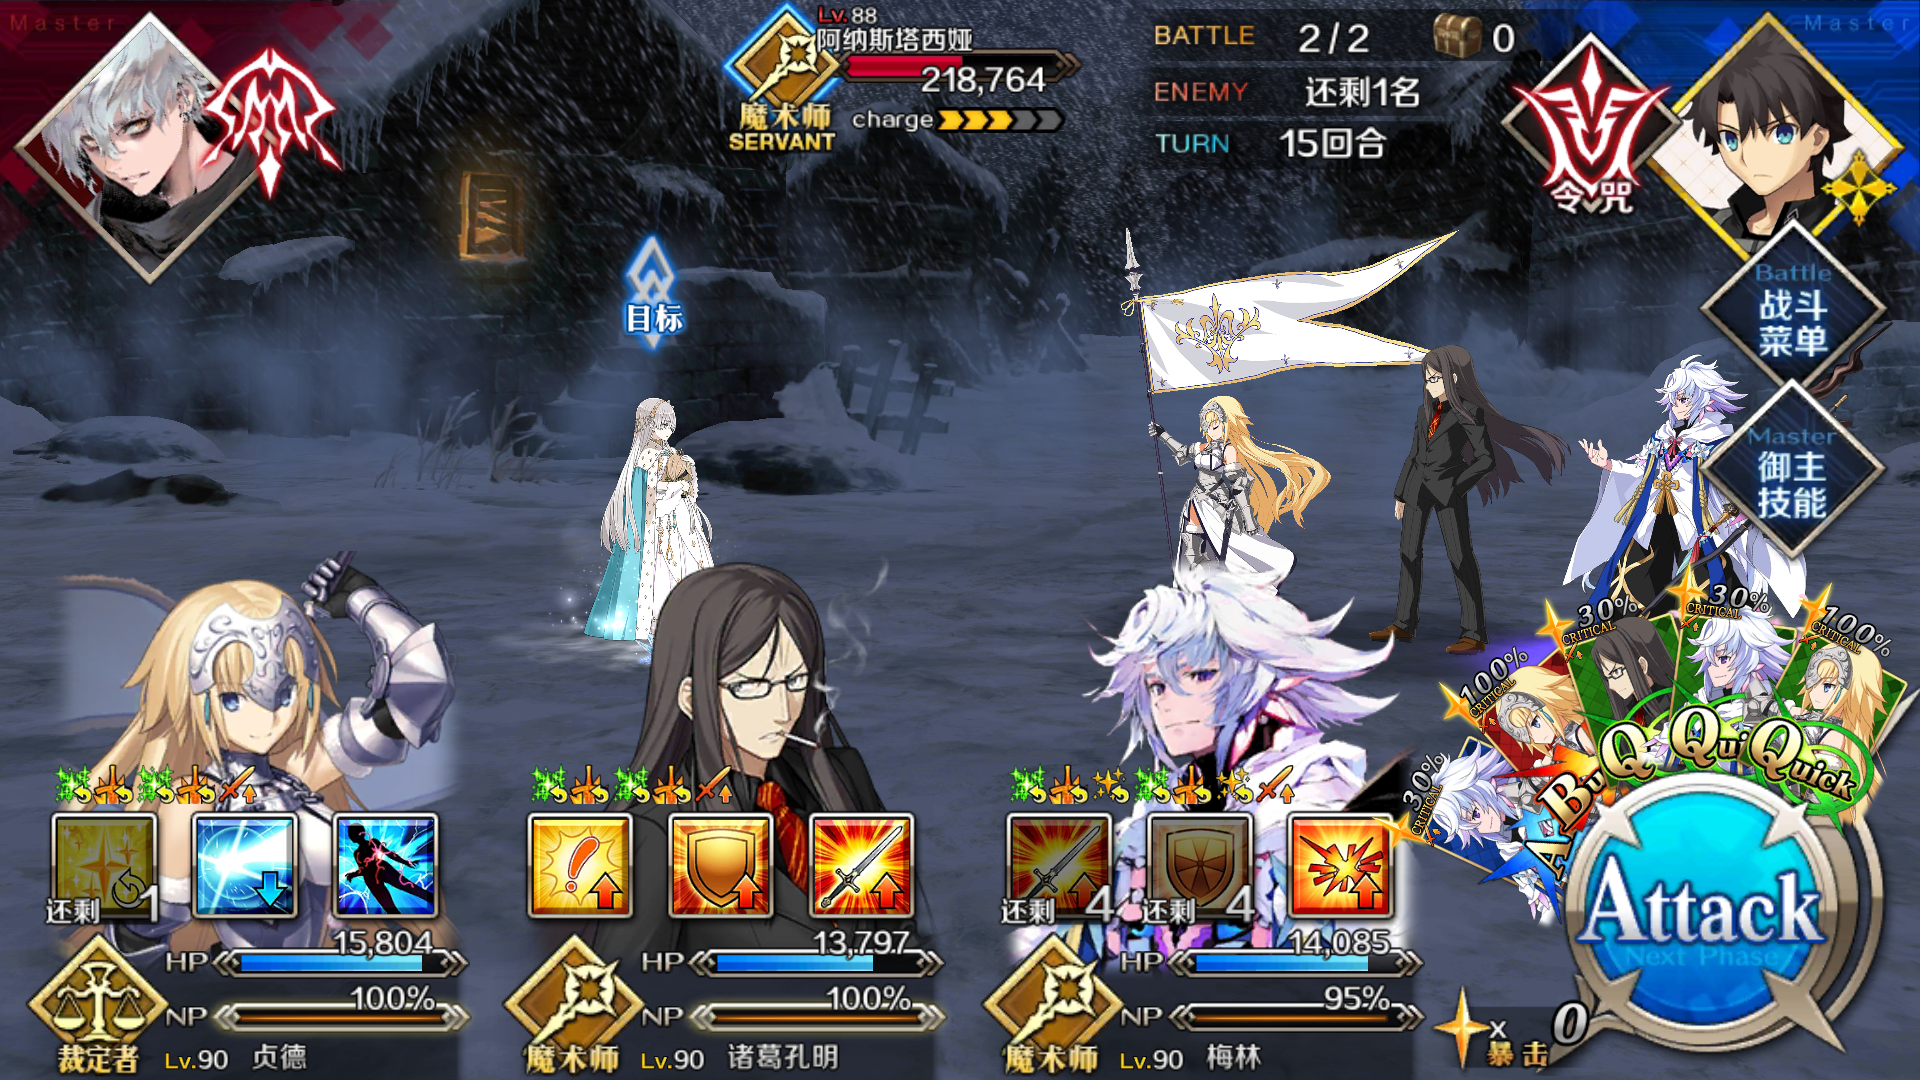 Master
Lv.88
阿纳斯塔西娅
218,764
魔术师
SERVANT
charge
BATTLE 2/2 0
ENEMY 还剩1名
TURN 15回合
Master
令咒
Battle
战斗
菜单
Master
御主
技能
目标
30%
CRITICAL
100%
CRITICAL
30%
CRITICAL
30%
CRITICAL
100%
CRITICAL
A
Bu
Q
Qui
Quick
Attack
Next Phase
还剩 1
还剩 4
还剩 4
HP 15,804
NP 100%
裁定者 Lv.90 贞德
HP 13,797
NP 100%
魔术师 Lv.90 诸葛孔明
HP 14,085
NP 95%
魔术师 Lv.90 梅林
x 0
暴击